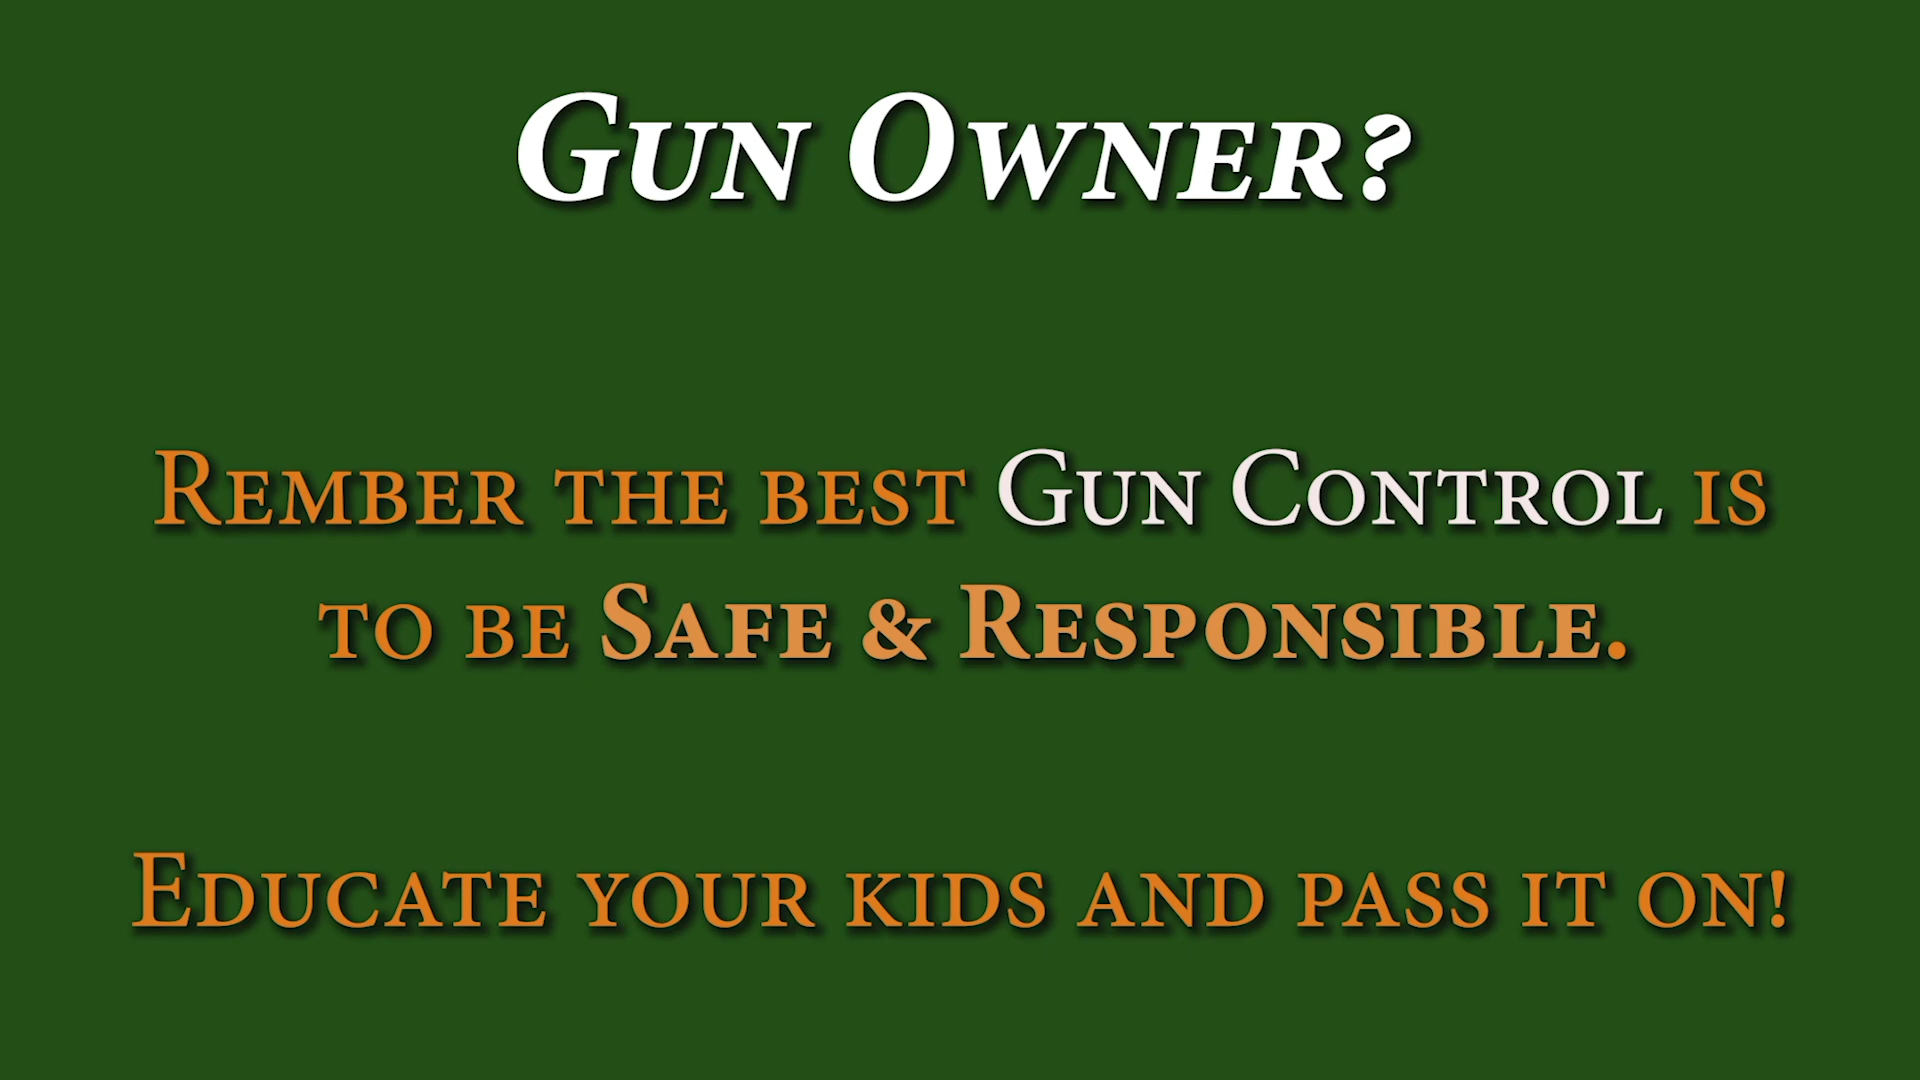 Gun Owner?
Rember the best Gun Control is
to be Safe & Responsible.
Educate your kids and pass it on!